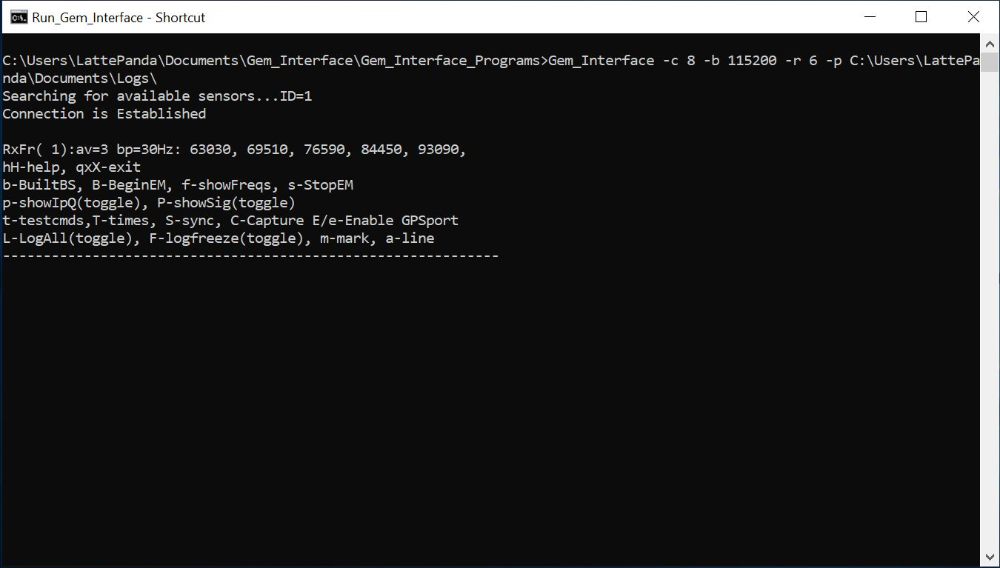 Run_Gem_Interface - Shortcut
C:\Users\LattePanda\Documents\Gem_Interface\Gem_Interface_Programs>Gem_Interface -c 8 -b 115200 -r 6 -p C:\Users\LattePa
nda\Documents\Logs\
Searching for available sensors...ID=1
Connection is Established
RxFr( 1):av=3 bp=30Hz: 63030, 69510, 76590, 84450, 93090,
hH-help, qxX-exit
b-BuiltBS, B-BeginEM, f-showFreqs, s-StopEM
p-showIpQ(toggle), P-showSig(toggle)
t-testcmds,T-times, S-sync, C-Capture E/e-Enable GPSport
L-LogAll(toggle), F-logfreeze(toggle), m-mark, a-line
-------------------------------------------------------------